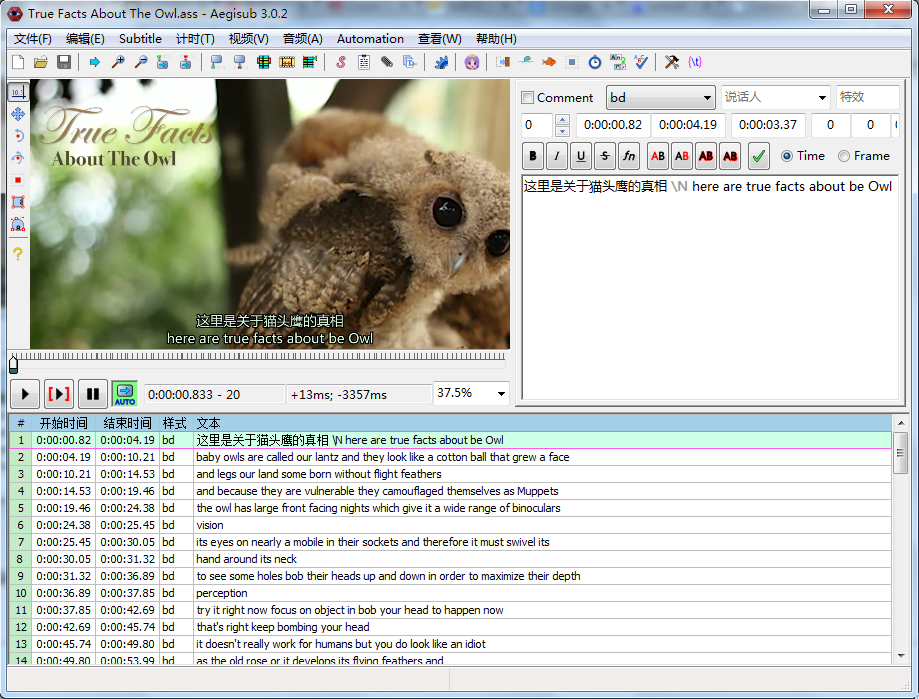 True Facts About The Owl.ass - Aegisub 3.0.2
文件(F) 编辑(E) Subtitle 计时(T) 视频(V) 音频(A) Automation 查看(W) 帮助(H)
True Facts
About The Owl
这里是关于猫头鹰的真相
here are true facts about be Owl
AUTO
0:00:00.833 - 20
+13ms; -3357ms
37.5%
Comment bd 说话人 特效
0 0:00:00.82 0:00:04.19 0:00:03.37 0 0
B I U S fn AB AB AB AB Time Frame
这里是关于猫头鹰的真相 \N here are true facts about be Owl
# 开始时间 结束时间 样式 文本
1 0:00:00.82 0:00:04.19 bd 这里是关于猫头鹰的真相 \N here are true facts about be Owl
2 0:00:04.19 0:00:10.21 bd baby owls are called our lantz and they look like a cotton ball that grew a face
3 0:00:10.21 0:00:14.53 bd and legs our land some born without flight feathers
4 0:00:14.53 0:00:19.46 bd and because they are vulnerable they camouflaged themselves as Muppets
5 0:00:19.46 0:00:24.38 bd the owl has large front facing nights which give it a wide range of binoculars
6 0:00:24.38 0:00:25.45 bd vision
7 0:00:25.45 0:00:30.05 bd its eyes on nearly a mobile in their sockets and therefore it must swivel its
8 0:00:30.05 0:00:31.32 bd hand around its neck
9 0:00:31.32 0:00:36.89 bd to see some holes bob their heads up and down in order to maximize their depth
10 0:00:36.89 0:00:37.85 bd perception
11 0:00:37.85 0:00:42.69 bd try it right now focus on object in bob your head to happen now
12 0:00:42.69 0:00:45.74 bd that's right keep bombing your head
13 0:00:45.74 0:00:49.80 bd it doesn't really work for humans but you do look like an idiot
14 0:00:49.80 0:00:53.99 bd as the old rose or it develops its flying feathers and